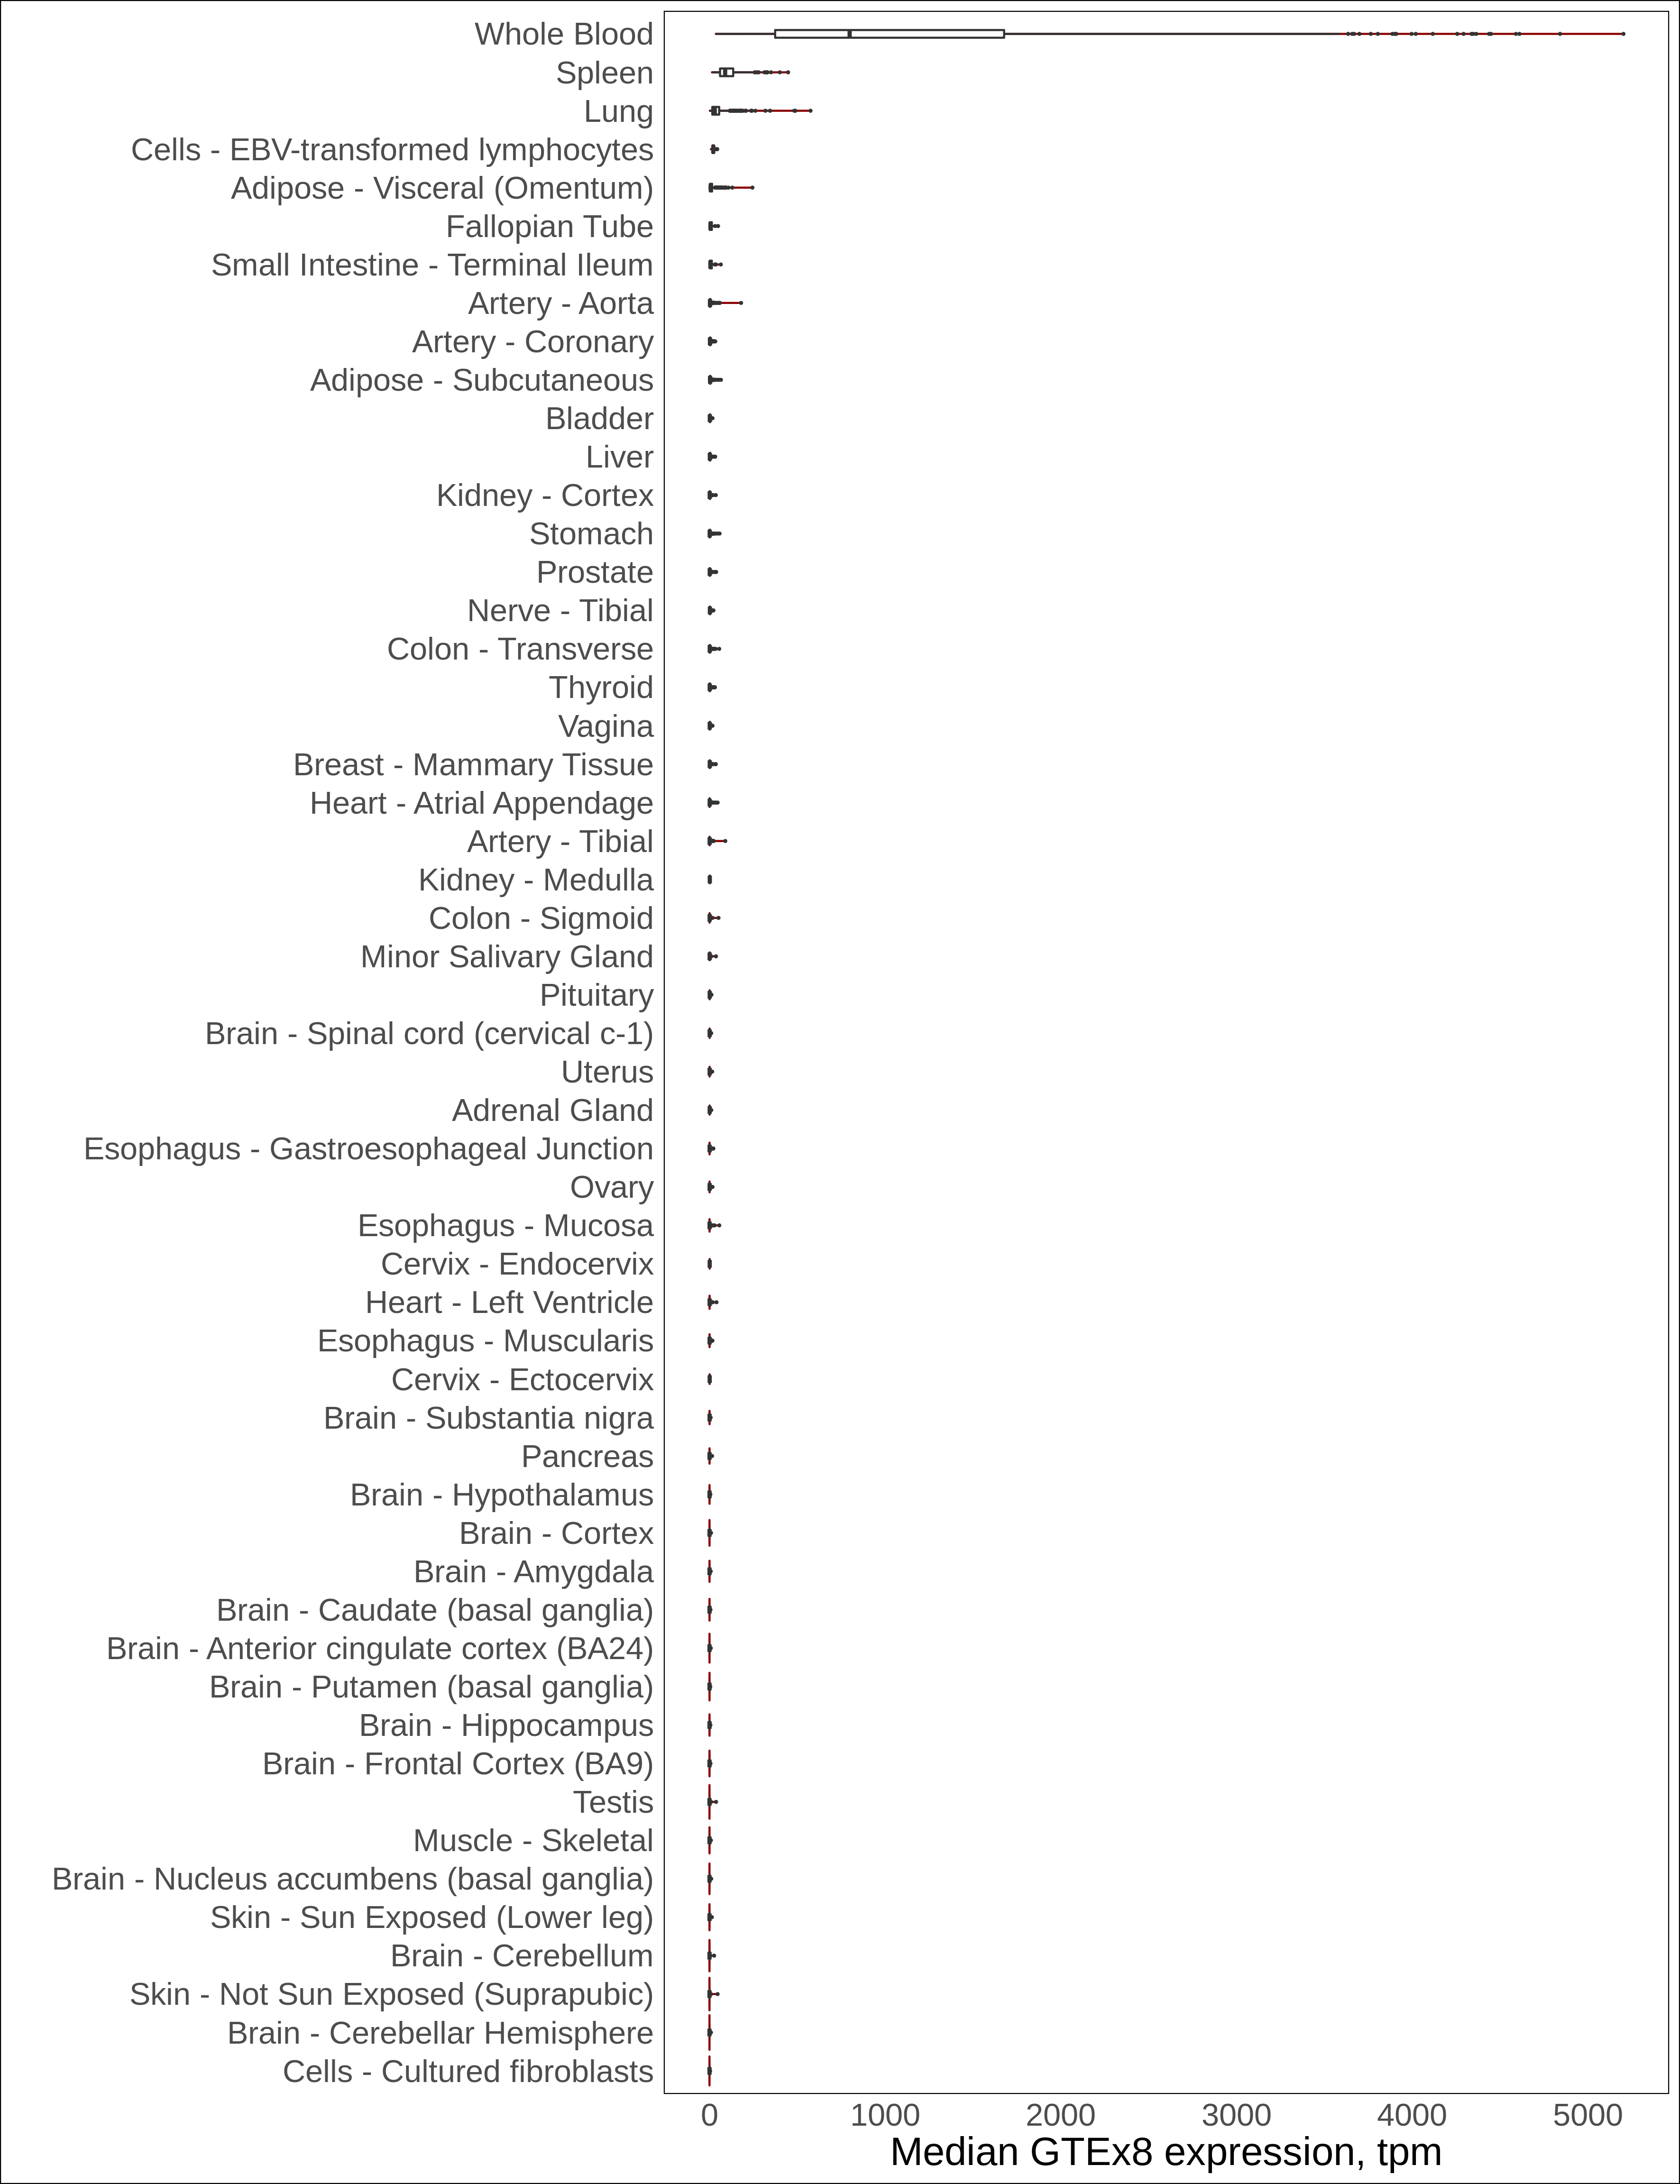 Whole Blood
Spleen
Lung
Cells - EBV-transformed lymphocytes
Adipose - Visceral (Omentum)
Fallopian Tube
Small Intestine - Terminal Ileum
Artery - Aorta
Artery - Coronary
Adipose - Subcutaneous
Bladder
Liver
Kidney - Cortex
Stomach
Prostate
Nerve - Tibial
Colon - Transverse
Thyroid
Vagina
Breast - Mammary Tissue
Heart - Atrial Appendage
Artery - Tibial
Kidney - Medulla
Colon - Sigmoid
Minor Salivary Gland
Pituitary
Brain - Spinal cord (cervical c-1)
Uterus
Adrenal Gland
Esophagus - Gastroesophageal Junction
Ovary
Esophagus - Mucosa
Cervix - Endocervix
Heart - Left Ventricle
Esophagus - Muscularis
Cervix - Ectocervix
Brain - Substantia nigra
Pancreas
Brain - Hypothalamus
Brain - Cortex
Brain - Amygdala
Brain - Caudate (basal ganglia)
Brain - Anterior cingulate cortex (BA24)
Brain - Putamen (basal ganglia)
Brain - Hippocampus
Brain - Frontal Cortex (BA9)
Testis
Muscle - Skeletal
Brain - Nucleus accumbens (basal ganglia)
Skin - Sun Exposed (Lower leg)
Brain - Cerebellum
Skin - Not Sun Exposed (Suprapubic)
Brain - Cerebellar Hemisphere
Cells - Cultured fibroblasts
0 1000 2000 3000 4000 5000
Median GTEx8 expression, tpm